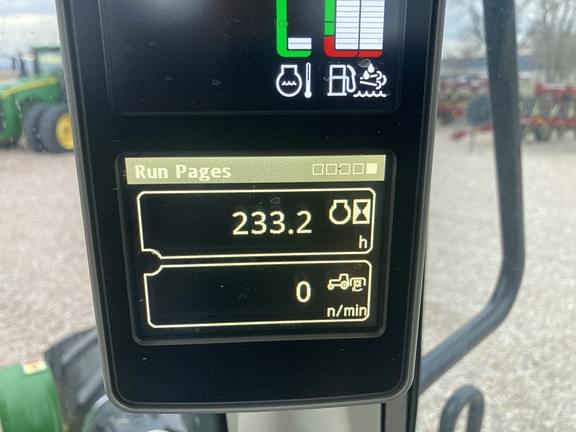 Run Pages
233.2
h
0
n/min